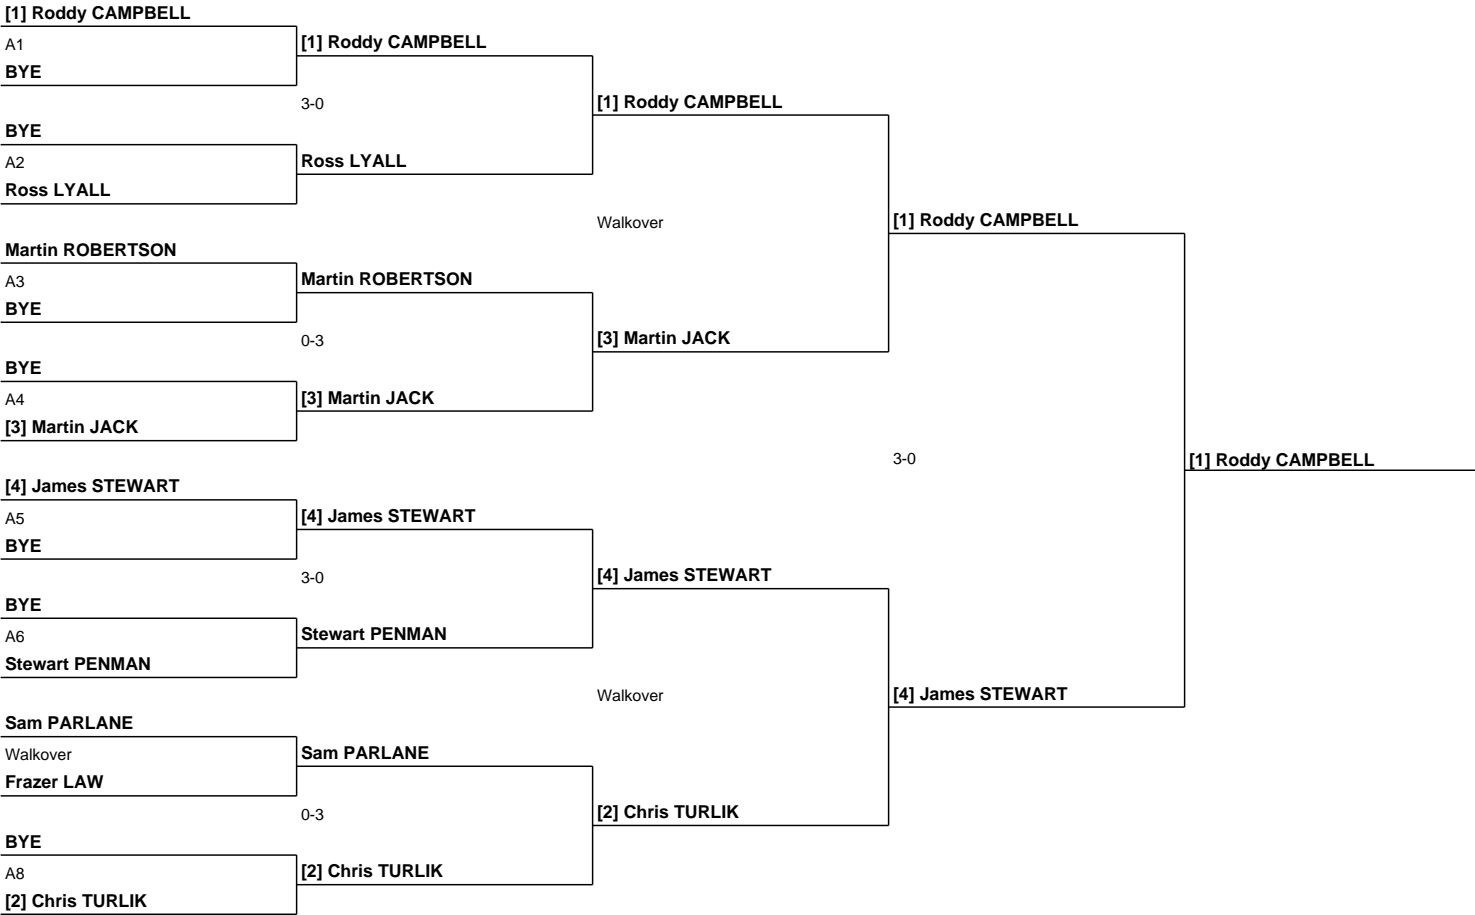 [1] Roddy CAMPBELL
A1
BYE
BYE
A2
Ross LYALL
Martin ROBERTSON
A3
BYE
BYE
A4
[3] Martin JACK
[4] James STEWART
A5
BYE
BYE
A6
Stewart PENMAN
Sam PARLANE
Walkover
Frazer LAW
BYE
A8
[2] Chris TURLIK
[1] Roddy CAMPBELL
3-0
Ross LYALL
Martin ROBERTSON
0-3
[3] Martin JACK
[4] James STEWART
3-0
Stewart PENMAN
Sam PARLANE
0-3
[2] Chris TURLIK
[1] Roddy CAMPBELL
Walkover
[3] Martin JACK
[4] James STEWART
Walkover
[2] Chris TURLIK
[1] Roddy CAMPBELL
3-0
[4] James STEWART
[1] Roddy CAMPBELL